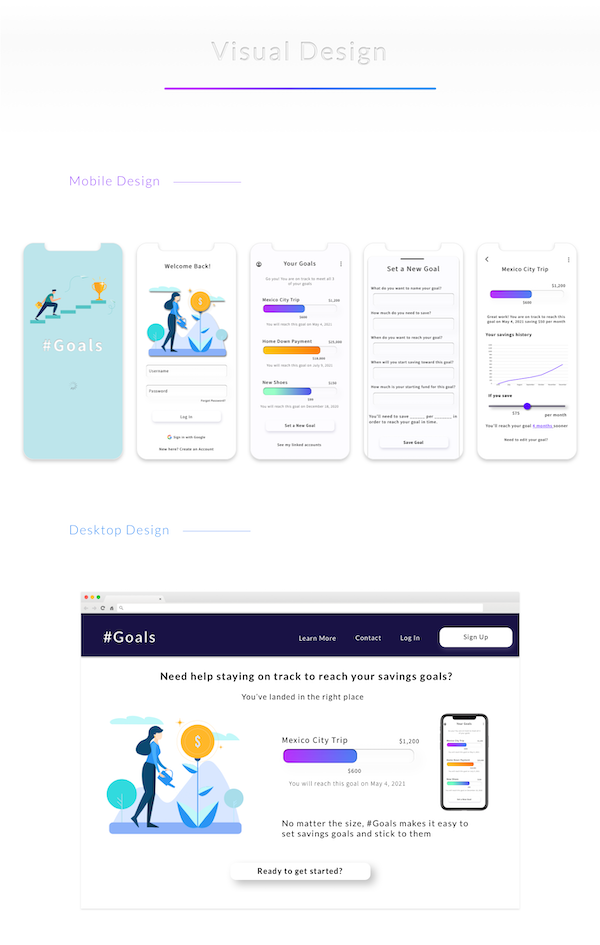 Visual Design
Mobile Design
#Goals
Welcome Back!
Username
Password
Forgot Password?
Log In
Sign in with Google
New here? Create an Account
Your Goals
Go you! You are on track to meet all 3
of your goals
Mexico City Trip
$1,200
$600
You will reach this goal on May 4, 2021
Home Down Payment
$20,000
You will reach this goal on July 6, 2022
New Shoes
$150
You will reach this goal on December 18, 2020
Set a New Goal
See my linked accounts
Set a New Goal
What do you want to name your goal?
How much do you need to save?
When do you want to reach your goal?
When will you start saving toward this goal?
How much is your starting fund for this goal?
You'll need to save ______ per ______ in
order to reach your goal in time.
Save Goal
Mexico City Trip
$1,200
$600
Great work! You are on track to reach this
goal on May 4, 2021 saving $50 per month
Your savings history
If you save
$75
per month
You'll reach your goal 4 months sooner
Need to edit your goal?
Desktop Design
#Goals
Learn More
Contact
Log In
Sign Up
Need help staying on track to reach your savings goals?
You've landed in the right place
Mexico City Trip
$1,200
$600
You will reach this goal on May 4, 2021
Your Goals
No matter the size, #Goals makes it easy to
set savings goals and stick to them
Ready to get started?